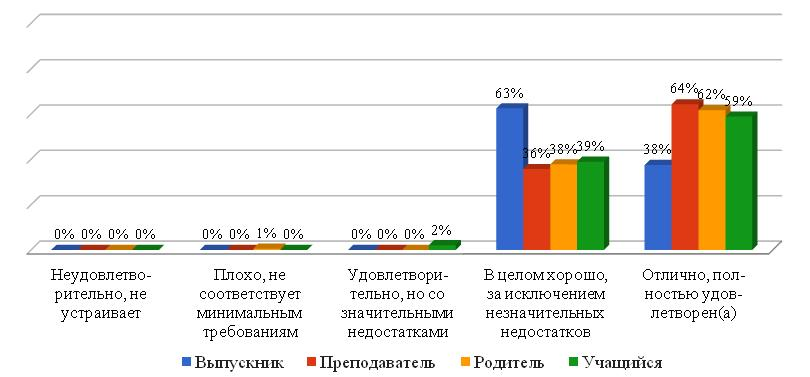 63%
36%
38%
39%
38%
64%
62%
59%
0% 0% 0% 0%
0% 0% 1% 0%
0% 0% 0% 2%
Неудовлетво-
рительно, не
устраивает
Плохо, не
соответствует
минимальным
требованиям
Удовлетвори-
тельно, но со
значительными
недостатками
В целом хорошо,
за исключением
незначительных
недостатков
Отлично, пол-
ностью удов-
летворен(а)
Выпускник Преподаватель Родитель Учащийся